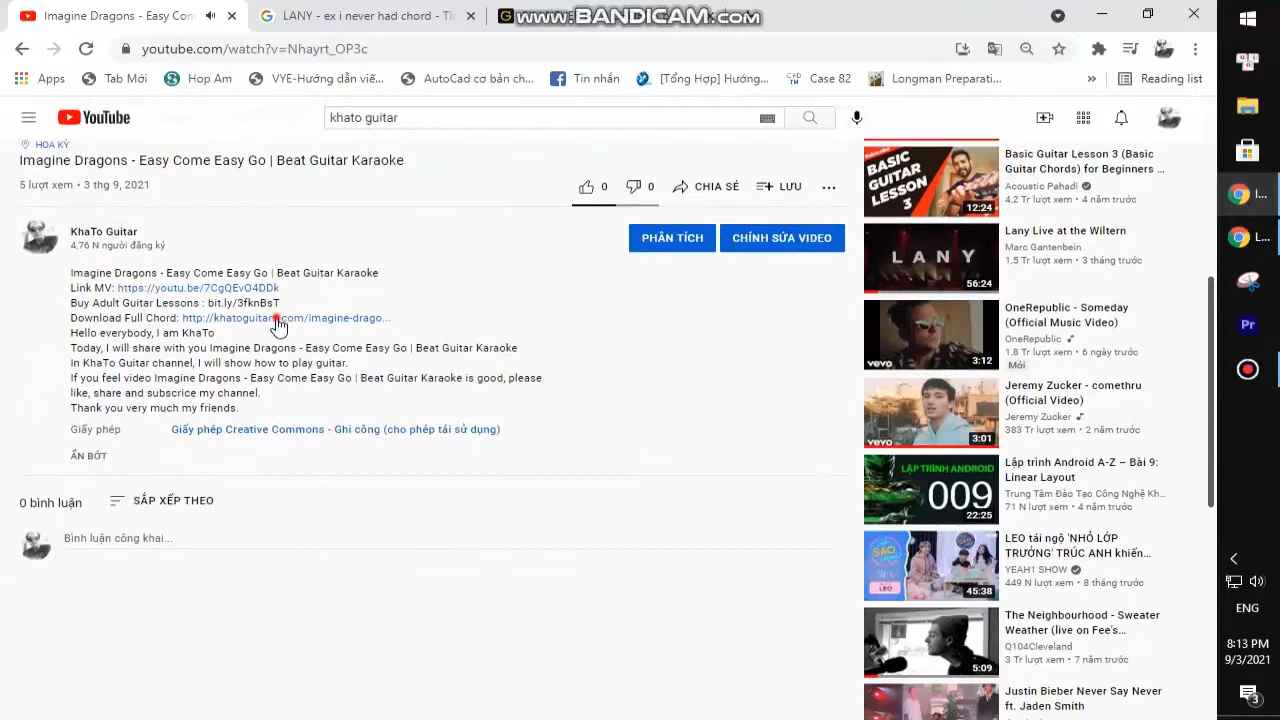 Imagine Dragons - Easy Com
LANY - ex i never had chord - Th
www.BANDICAM.com
youtube.com/watch?v=Nhayrt_OP3c
Apps
Tab Mới
Hop Am
VYE-Hướng dẫn viế...
AutoCad cơ bản ch...
Tin nhắn
[Tổng Hợp] Hướng...
Case 82
Longman Preparati...
»
Reading list
YouTube
khato guitar
HOA KỲ
Imagine Dragons - Easy Come Easy Go | Beat Guitar Karaoke
5 lượt xem • 3 thg 9, 2021
0
0
CHIA SẺ
LƯU
KhaTo Guitar
4,76 N người đăng ký
PHÂN TÍCH
CHỈNH SỬA VIDEO
Imagine Dragons - Easy Come Easy Go | Beat Guitar Karaoke
Link MV: https://youtu.be/7CgQEvO4DDk
Buy Adult Guitar Lessons : bit.ly/3fknBsT
Download Full Chord: http://khatoguitar.com/imagine-drago...
Hello everybody, I am KhaTo
Today, I will share with you Imagine Dragons - Easy Come Easy Go | Beat Guitar Karaoke
In KhaTo Guitar channel, I will show how to play guitar.
If you feel video Imagine Dragons - Easy Come Easy Go | Beat Guitar Karaoke is good, please
like, share and subscrice my channel.
Thank you very much my friends.
Giấy phép
Giấy phép Creative Commons - Ghi công (cho phép tái sử dụng)
ẨN BỚT
0 bình luận
SẮP XẾP THEO
Bình luận công khai...
BASIC
GUITAR
LESSON
3
12:24
Basic Guitar Lesson 3 (Basic
Guitar Chords) for Beginners ...
Acoustic Pahadi
4,2 Tr lượt xem • 4 năm trước
LANY
56:24
Lany Live at the Wiltern
Marc Gantenbein
1,5 Tr lượt xem • 3 tháng trước
vevo
3:12
OneRepublic - Someday
(Official Music Video)
OneRepublic
1,8 Tr lượt xem • 6 ngày trước
Mới
vevo
3:01
Jeremy Zucker - comethru
(Official Video)
Jeremy Zucker
383 Tr lượt xem • 2 năm trước
LẬP TRÌNH ANDROID
009
22:25
Lập trình Android A-Z – Bài 9:
Linear Layout
Trung Tâm Đào Tạo Công Nghệ Kh...
71 N lượt xem • 4 năm trước
SAO
LEO
45:38
LEO tái ngộ 'NHỎ LỚP
TRƯỞNG' TRÚC ANH khiến...
YEAH1 SHOW
449 N lượt xem • 8 tháng trước
5:09
The Neighbourhood - Sweater
Weather (live on Fee's...
Q104Cleveland
3 Tr lượt xem • 7 năm trước
Justin Bieber Never Say Never
ft. Jaden Smith
I...
L...
Pr
ENG
8:13 PM
9/3/2021
3